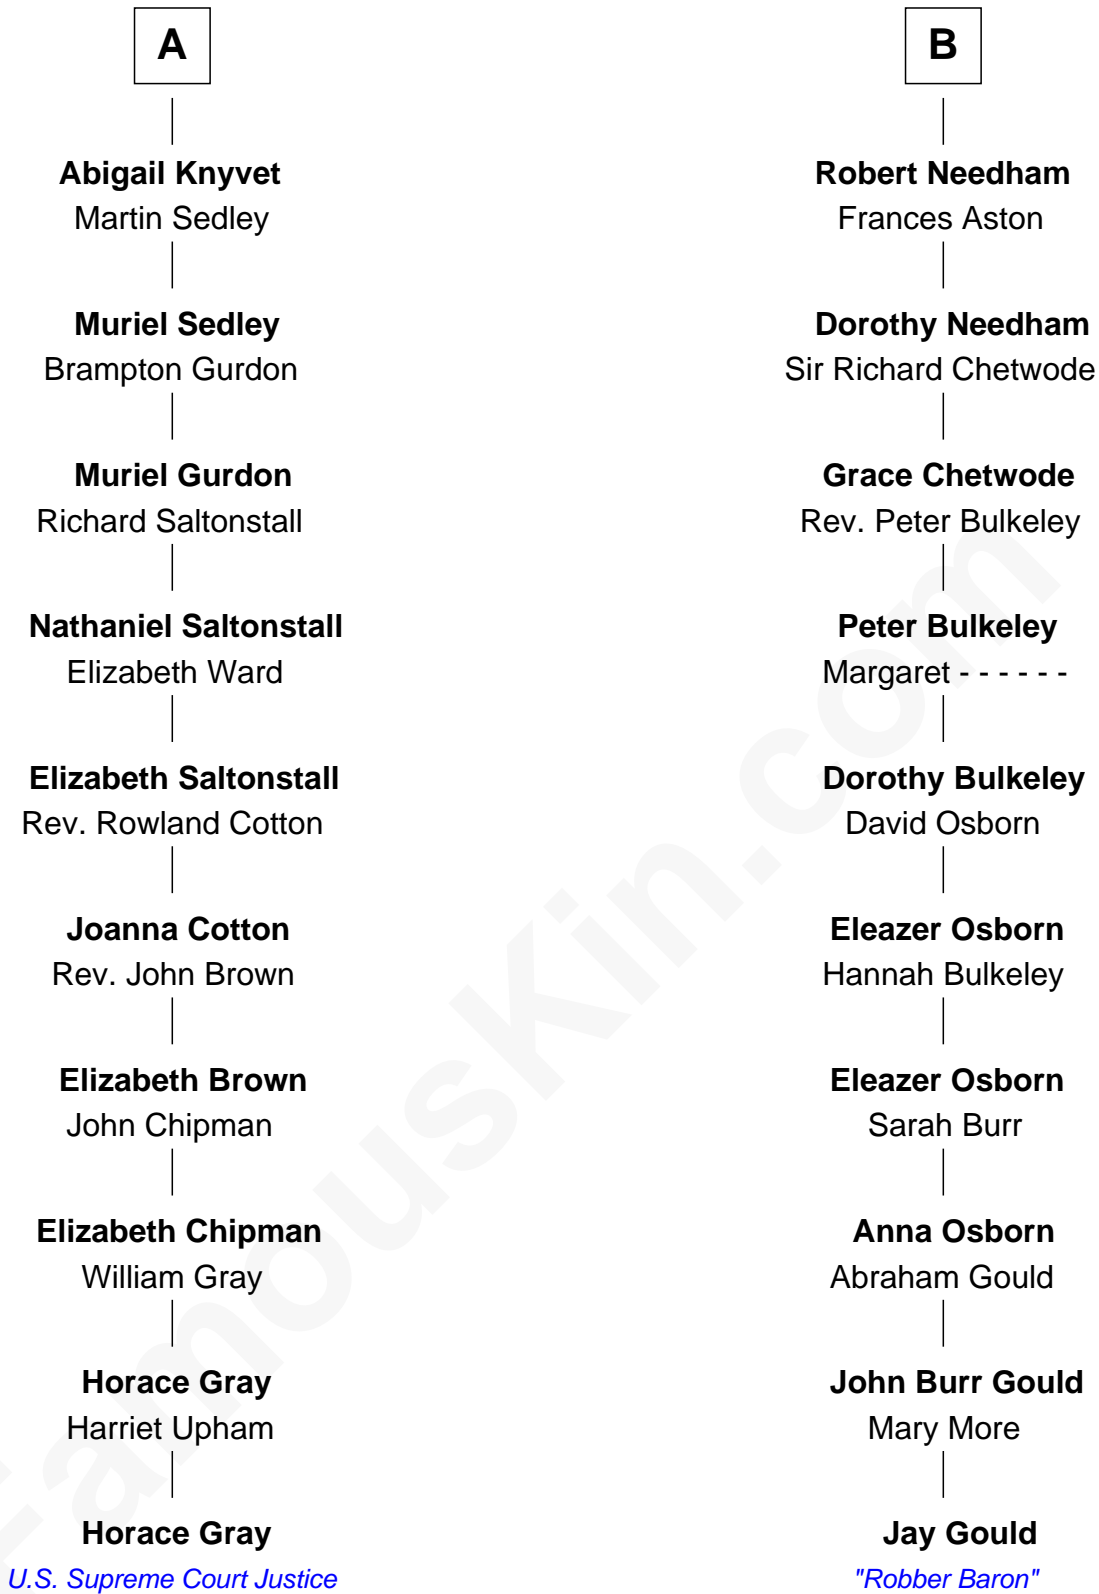 A
Abigail Knyvet
Martin Sedley
Muriel Sedley
Brampton Gurdon
Muriel Gurdon
Richard Saltonstall
Nathaniel Saltonstall
Elizabeth Ward
Elizabeth Saltonstall
Rev. Rowland Cotton
Joanna Cotton
Rev. John Brown
Elizabeth Brown
John Chipman
Elizabeth Chipman
William Gray
Horace Gray
Harriet Upham
Horace Gray
U.S. Supreme Court Justice
B
Robert Needham
Frances Aston
Dorothy Needham
Sir Richard Chetwode
Grace Chetwode
Rev. Peter Bulkeley
Peter Bulkeley
Margaret - - - - - -
Dorothy Bulkeley
David Osborn
Eleazer Osborn
Hannah Bulkeley
Eleazer Osborn
Sarah Burr
Anna Osborn
Abraham Gould
John Burr Gould
Mary More
Jay Gould
"Robber Baron"
FamousKin.com